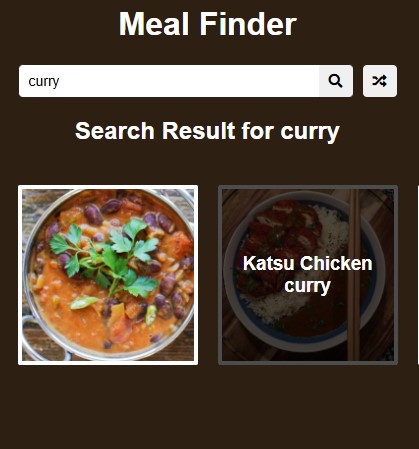 Meal Finder
curry
Search Result for curry
Katsu Chicken
curry